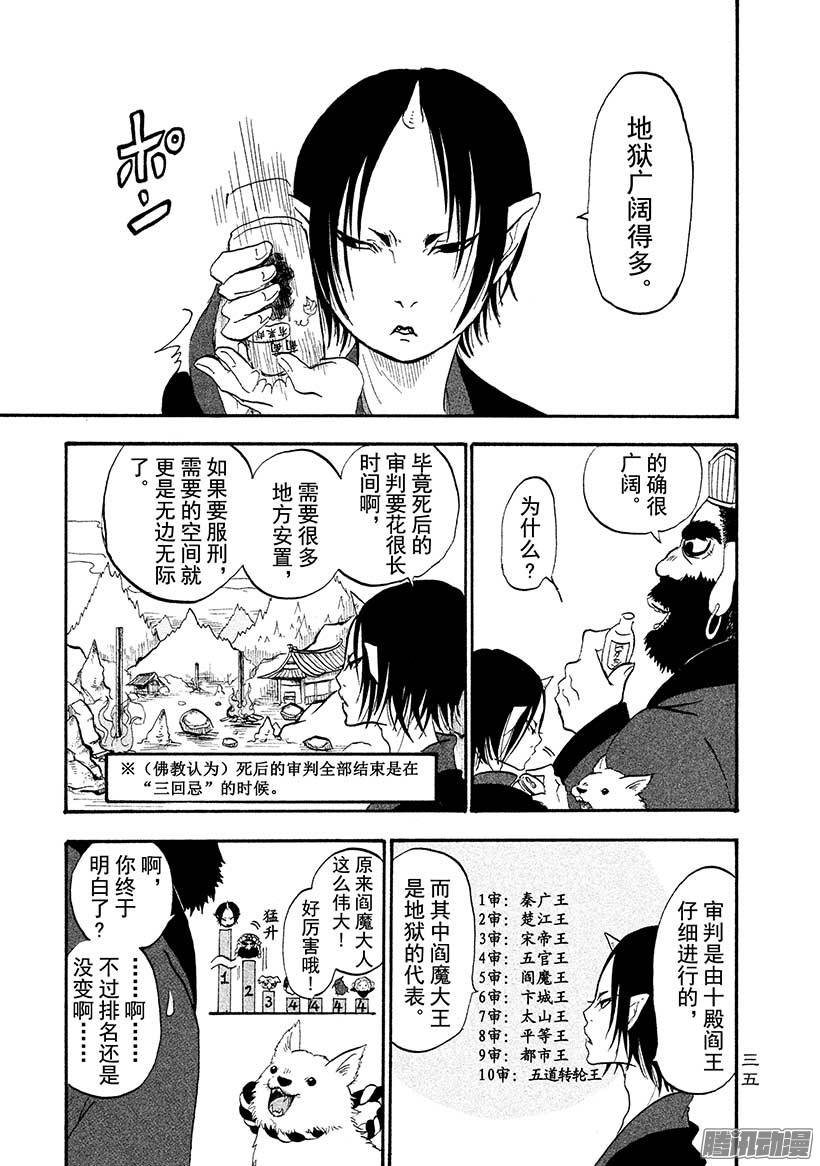 地狱广阔得多。
ポン
的确很
广阔。
为什么？
毕竟死后的
审判要花很长
时间啊，
需要很多
地方安置，
如果要服刑，
需要的空间就
更是无边无际
了。
※（佛教认为）死后的审判全部结束是在
“三回忌”的时候。
审判是由十殿阎王
仔细进行的，
1审：秦广王
2审：楚江王
3审：宋帝王
4审：五官王
5审：阎魔王
6审：卞城王
7审：太山王
8审：平等王
9审：都市王
10审：五道转轮王
而其中阎魔大王
是地狱的代表。
原来阎魔大人
这么伟大！
好厉害哦！
猛升
1
2
3
4
4
4
4
啊，
你终于
明白了？
……啊……
不过排名还是
没变啊……
三五
腾讯动漫